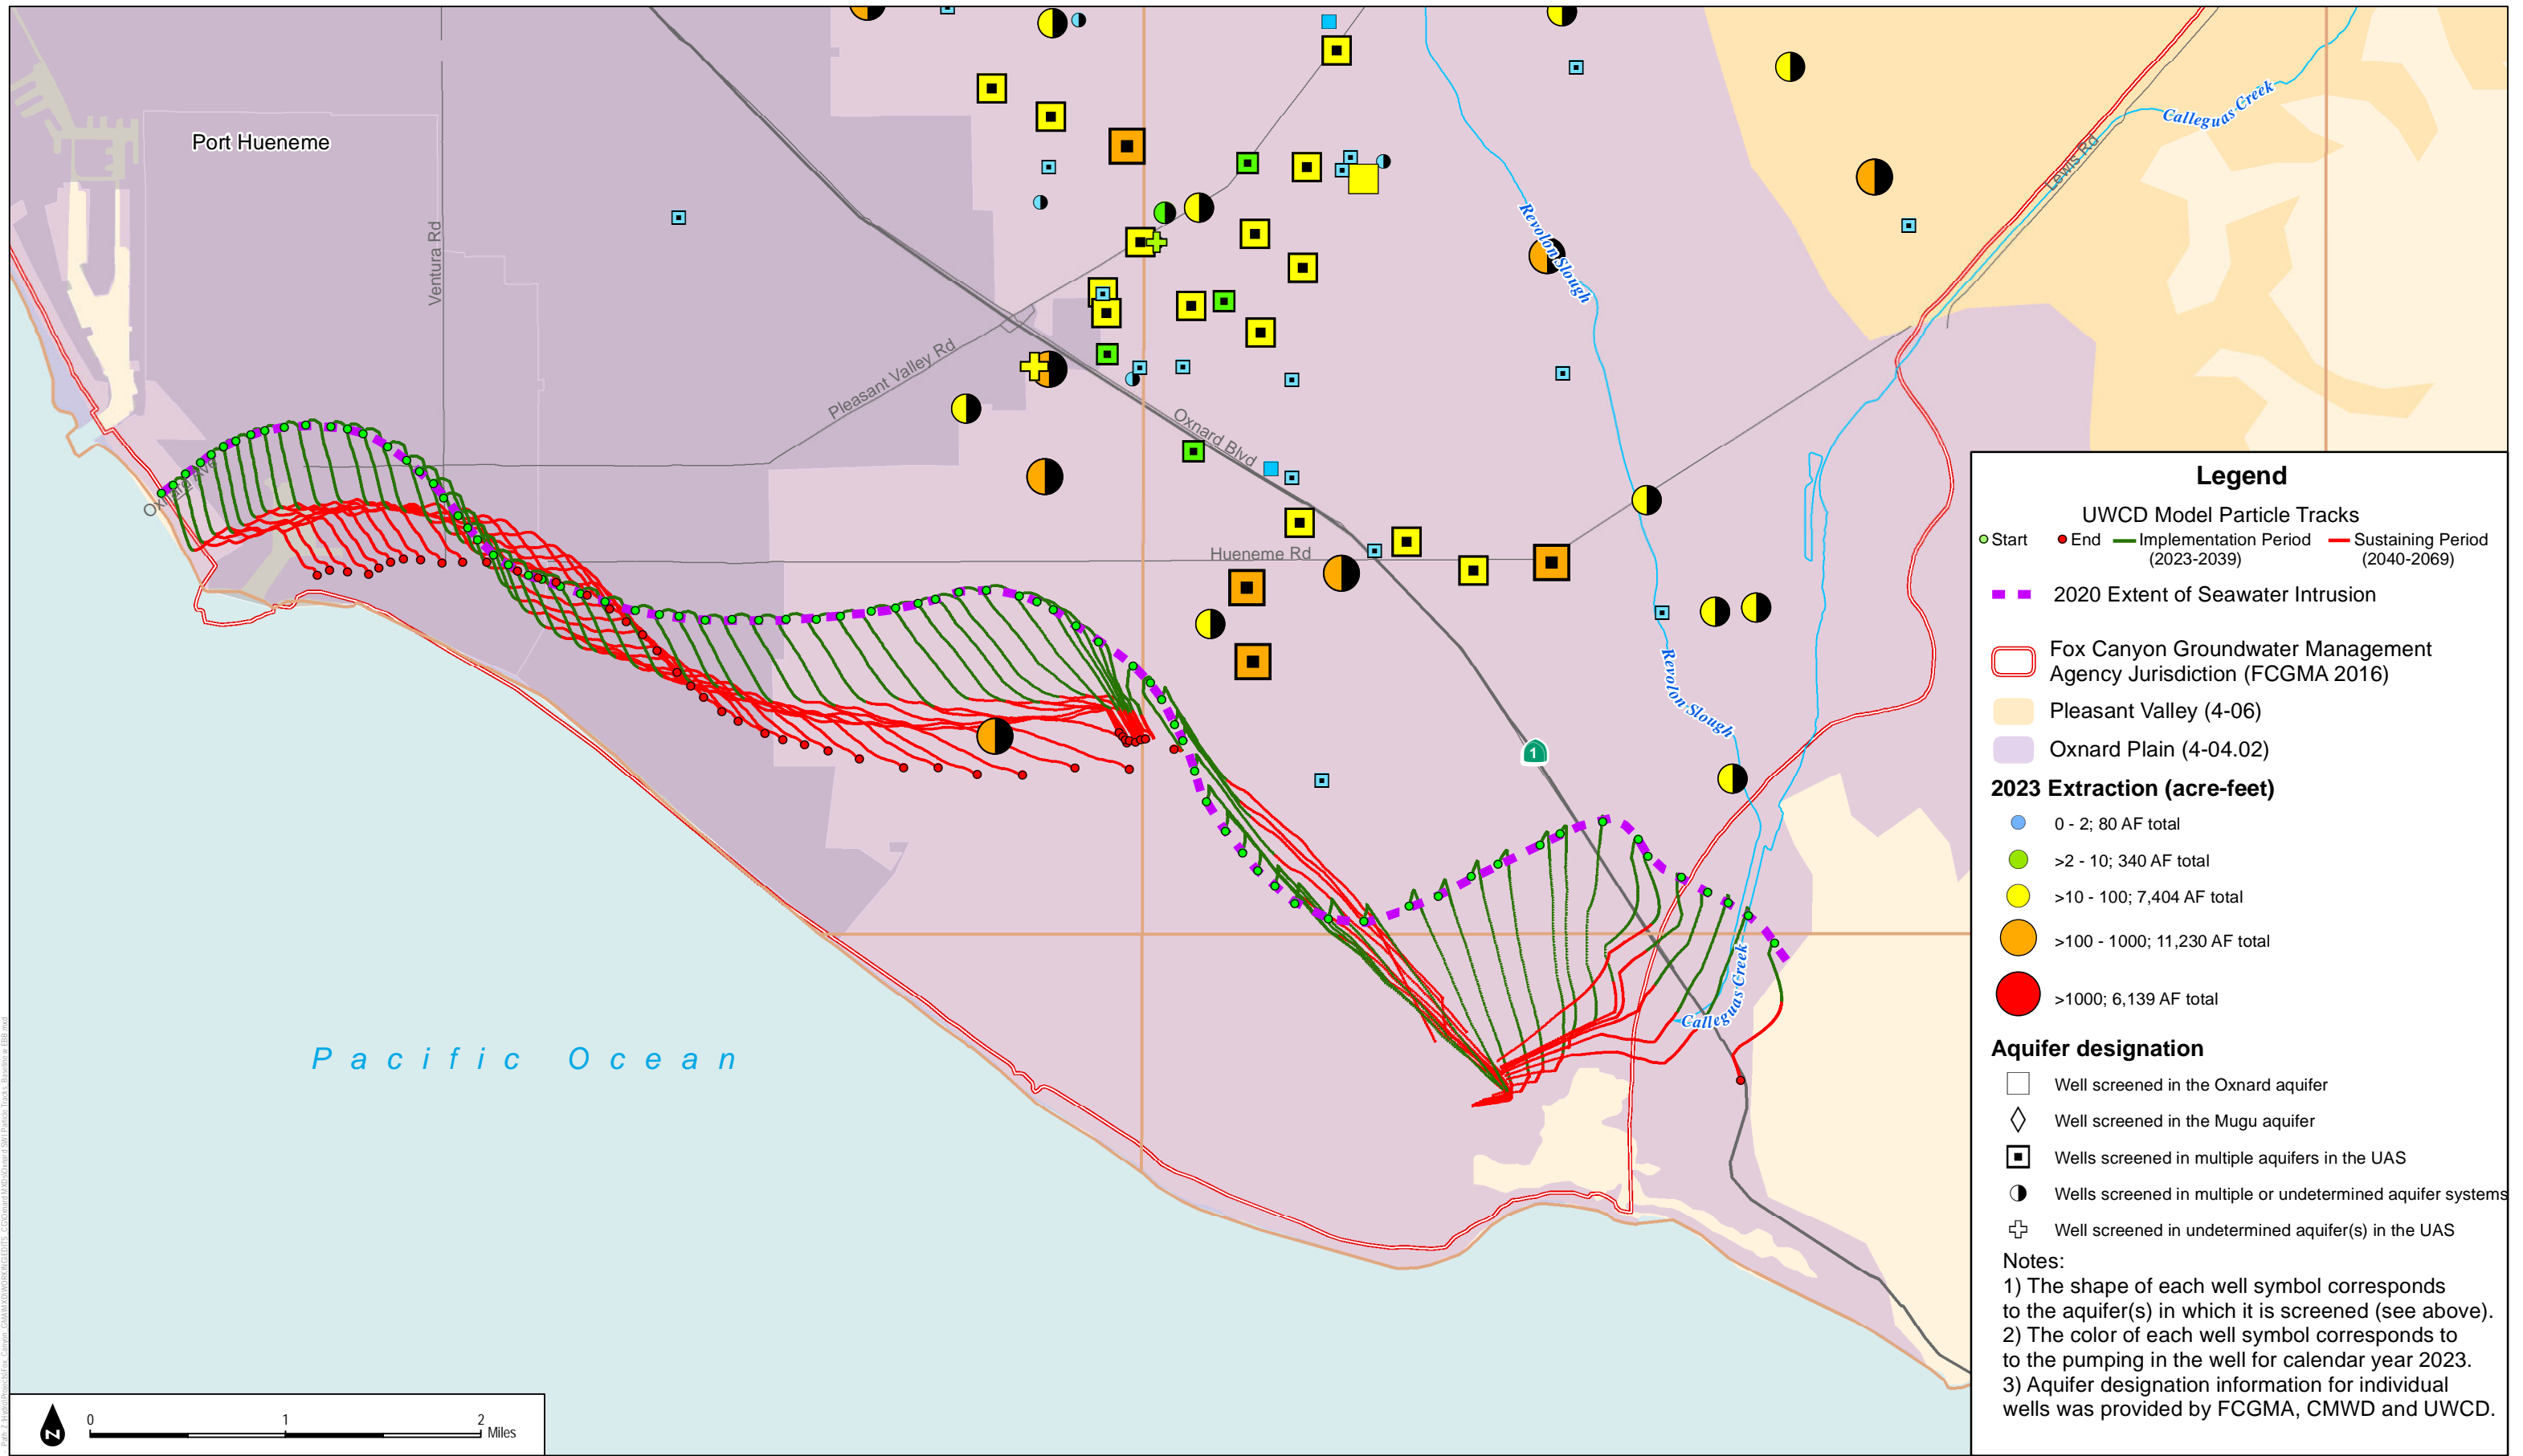 Port Hueneme
Ventura Rd
Oxnard Ave
Pleasant Valley Rd
Oxnard Blvd
Hueneme Rd
Revolon Slough
Revolon Slough
Calleguas Creek
Lewis Rd
Calleguas Creek
1
Pacific Ocean
N
0 1 2
Miles
Legend
UWCD Model Particle Tracks
Start End Implementation Period Sustaining Period
(2023-2039) (2040-2069)
2020 Extent of Seawater Intrusion
Fox Canyon Groundwater Management
Agency Jurisdiction (FCGMA 2016)
Pleasant Valley (4-06)
Oxnard Plain (4-04.02)
2023 Extraction (acre-feet)
0 - 2; 80 AF total
>2 - 10; 340 AF total
>10 - 100; 7,404 AF total
>100 - 1000; 11,230 AF total
>1000; 6,139 AF total
Aquifer designation
Well screened in the Oxnard aquifer
Well screened in the Mugu aquifer
Wells screened in multiple aquifers in the UAS
Wells screened in multiple or undetermined aquifer systems
Well screened in undetermined aquifer(s) in the UAS
Notes:
1) The shape of each well symbol corresponds
to the aquifer(s) in which it is screened (see above).
2) The color of each well symbol corresponds to
to the pumping in the well for calendar year 2023.
3) Aquifer designation information for individual
wells was provided by FCGMA, CMWD and UWCD.